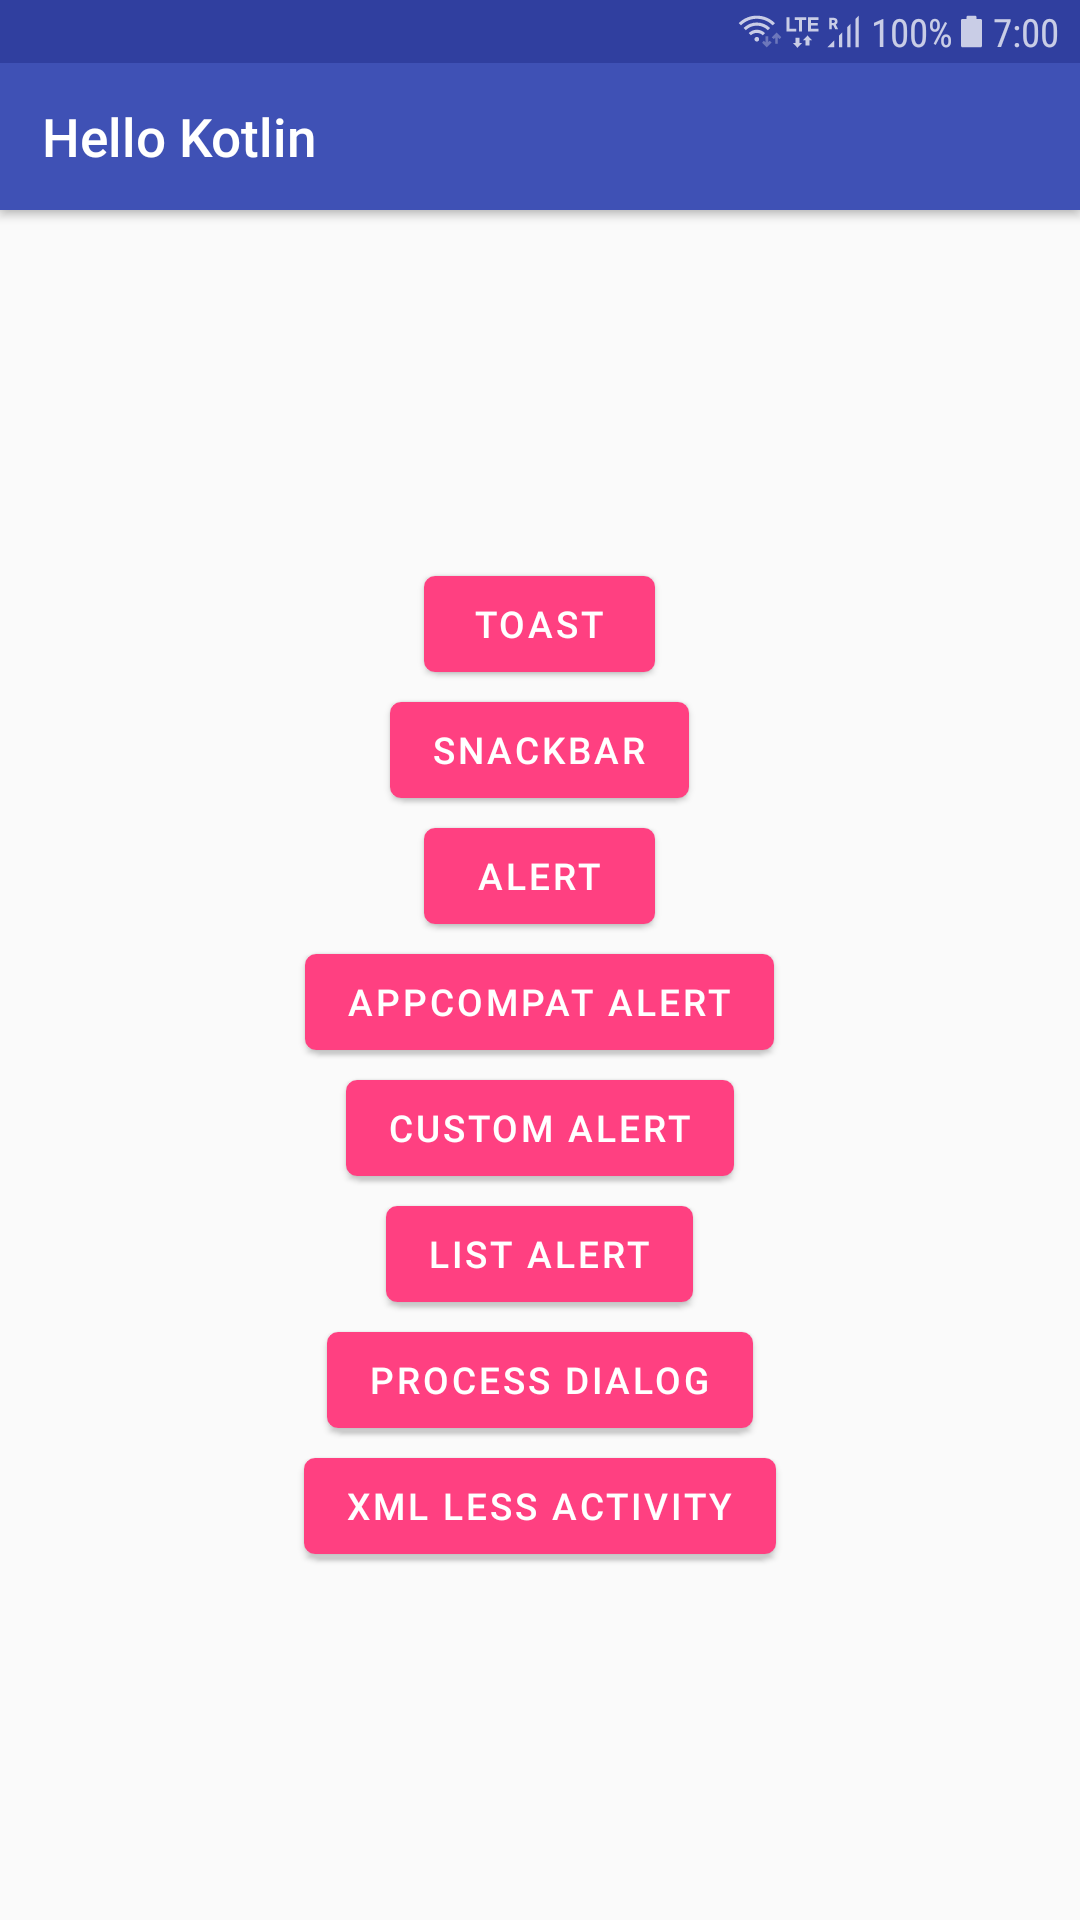 LTE R 100% 7:00
Hello Kotlin
TOAST
SNACKBAR
ALERT
APPCOMPAT ALERT
CUSTOM ALERT
LIST ALERT
PROCESS DIALOG
XML LESS ACTIVITY